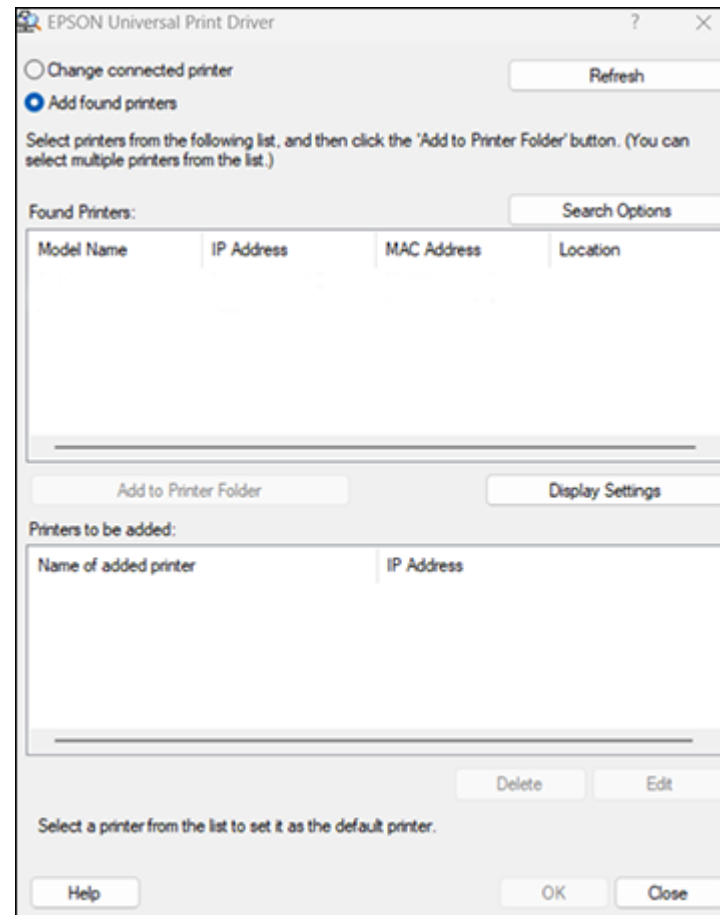 EPSON Universal Print Driver ?
Change connected printer
Refresh
Add found printers
Select printers from the following list, and then click the 'Add to Printer Folder' button. (You can
select multiple printers from the list.)
Found Printers:
Search Options
Model Name IP Address MAC Address Location
Add to Printer Folder
Display Settings
Printers to be added:
Name of added printer IP Address
Delete Edit
Select a printer from the list to set it as the default printer.
Help OK Close